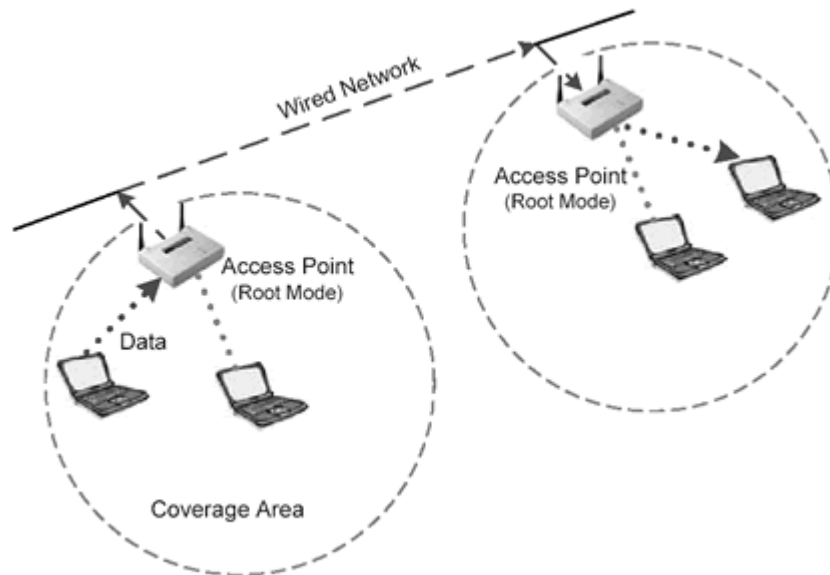 Wired Network
Access Point
(Root Mode)
Access Point
(Root Mode)
Data
Coverage Area